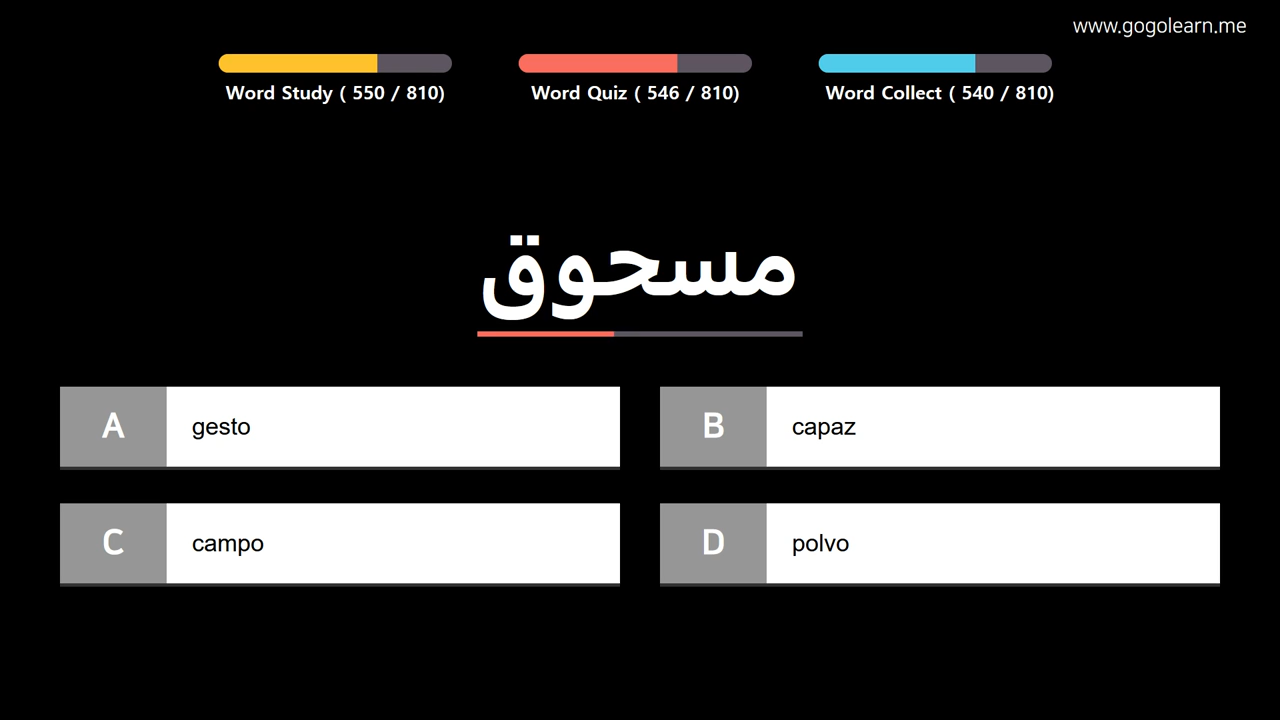 www.gogolearn.me
Word Study ( 550 / 810)
Word Quiz ( 546 / 810)
Word Collect ( 540 / 810)
مسحوق
A gesto
B capaz
C campo
D polvo